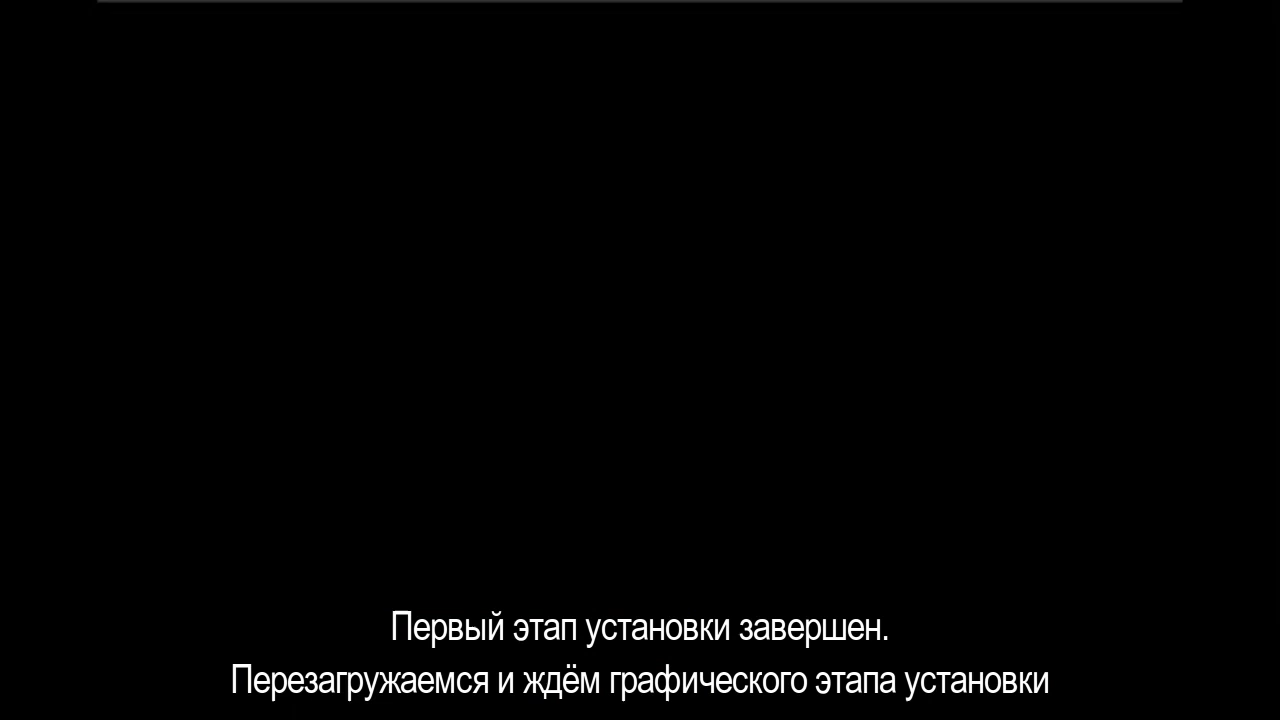 Первый этап установки завершен.
Перезагружаемся и ждём графического этапа установки